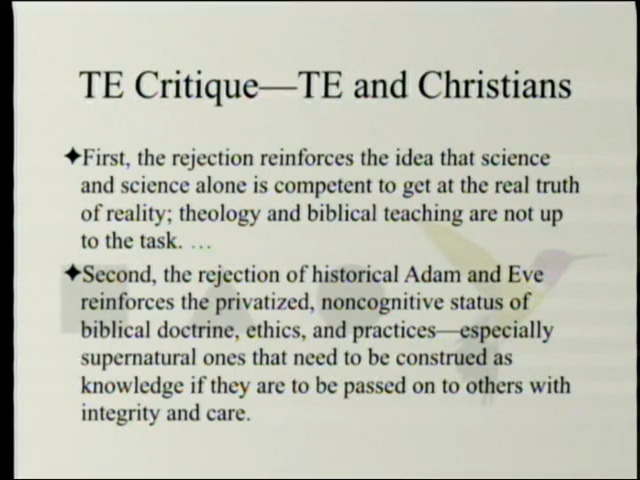 TE Critique—TE and Christians
✦First, the rejection reinforces the idea that science
and science alone is competent to get at the real truth
of reality; theology and biblical teaching are not up
to the task. …
✦Second, the rejection of historical Adam and Eve
reinforces the privatized, noncognitive status of
biblical doctrine, ethics, and practices—especially
supernatural ones that need to be construed as
knowledge if they are to be passed on to others with
integrity and care.